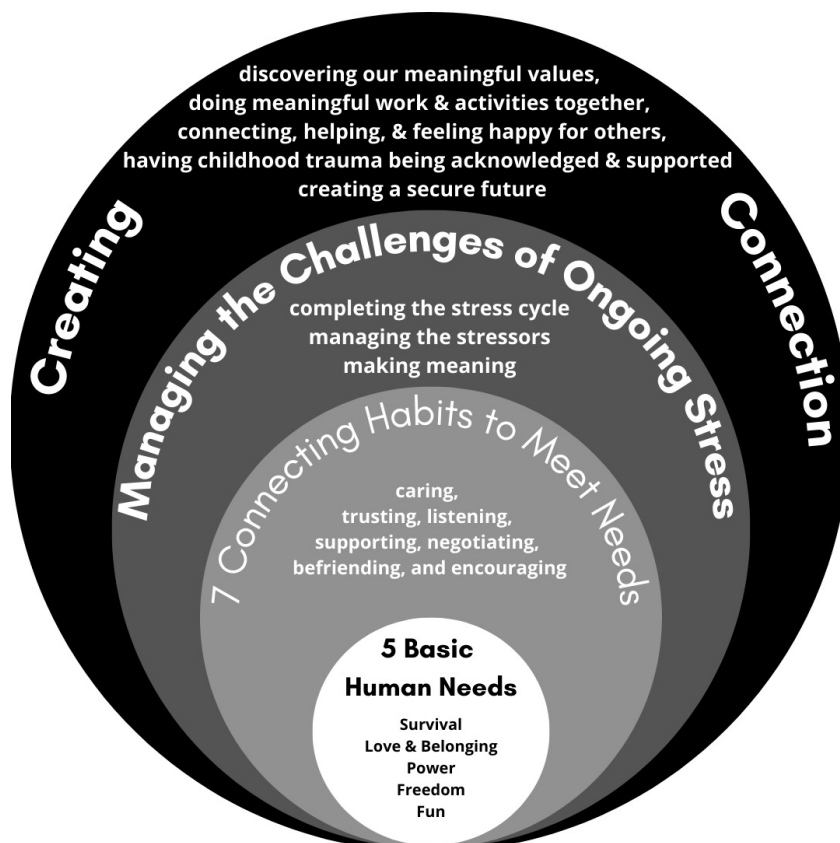 discovering our meaningful values,
doing meaningful work & activities together,
connecting, helping, & feeling happy for others,
having childhood trauma being acknowledged & supported
creating a secure future
Creating Connection
Managing the Challenges of Ongoing Stress
completing the stress cycle
managing the stressors
making meaning
7 Connecting Habits to Meet Needs
caring,
trusting, listening,
supporting, negotiating,
befriending, and encouraging
5 Basic
Human Needs
Survival
Love & Belonging
Power
Freedom
Fun